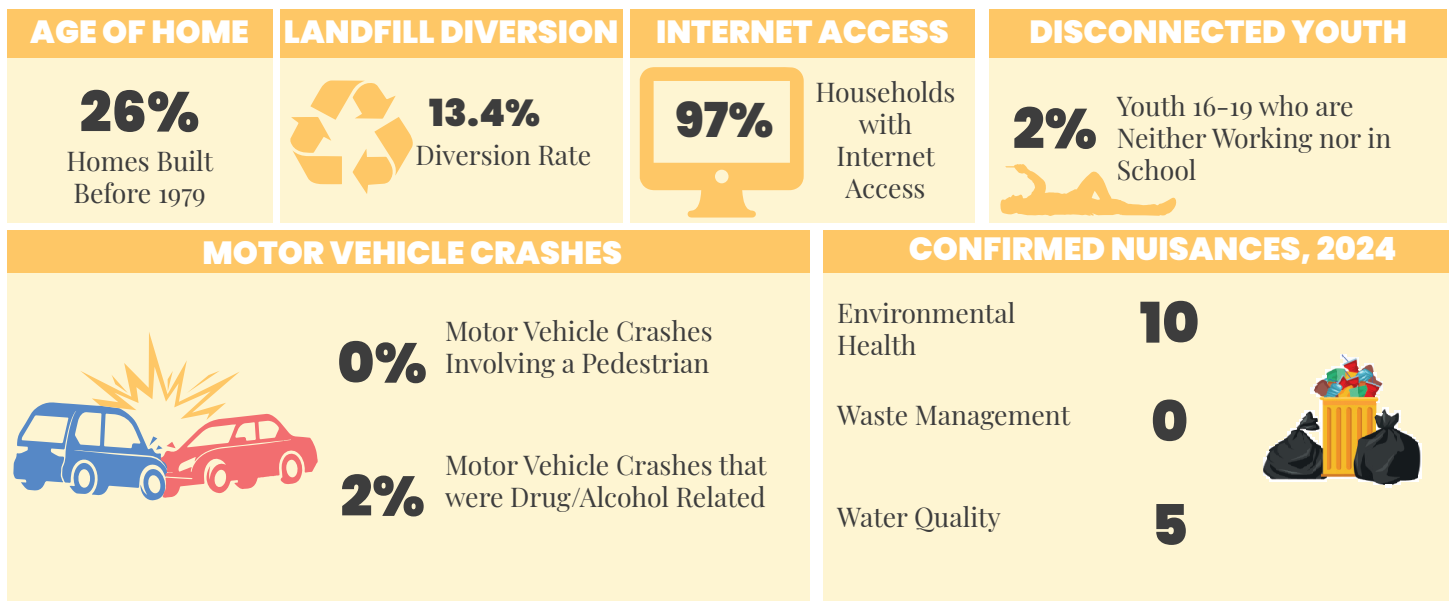 AGE OF HOME
26%
Homes Built
Before 1979
LANDFILL DIVERSION
13.4%
Diversion Rate
INTERNET ACCESS
97%
Households
with
Internet
Access
DISCONNECTED YOUTH
2%
Youth 16-19 who are
Neither Working nor in
School
MOTOR VEHICLE CRASHES
0%
Motor Vehicle Crashes
Involving a Pedestrian
2%
Motor Vehicle Crashes that
were Drug/Alcohol Related
CONFIRMED NUISANCES, 2024
Environmental
Health
10
Waste Management
0
Water Quality
5